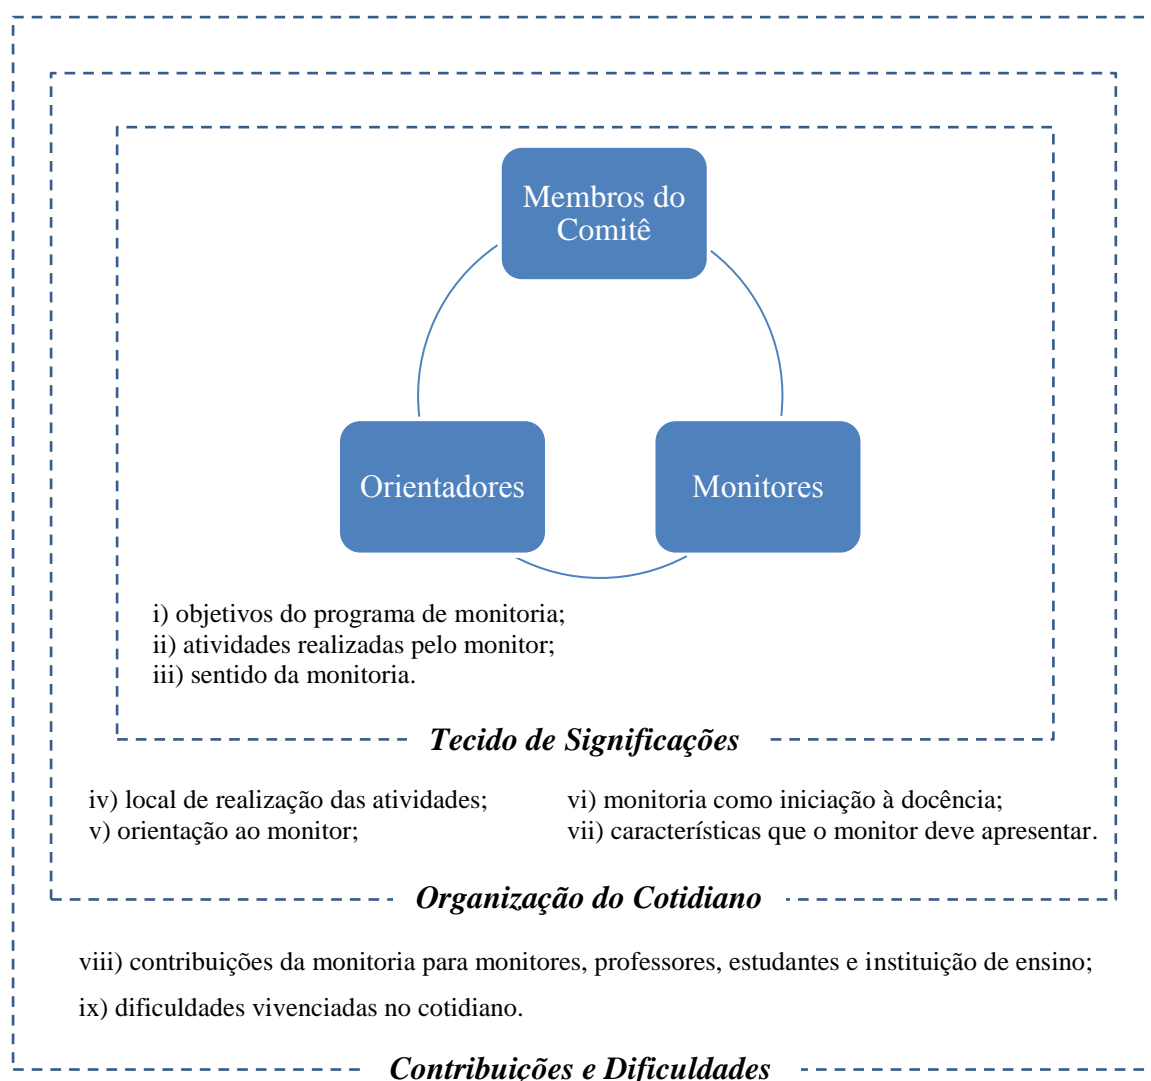 Membros do
Comitê
Orientadores
Monitores
i) objetivos do programa de monitoria;
ii) atividades realizadas pelo monitor;
iii) sentido da monitoria.
Tecido de Significações
iv) local de realização das atividades;
v) orientação ao monitor;
vi) monitoria como iniciação à docência;
vii) características que o monitor deve apresentar.
Organização do Cotidiano
viii) contribuições da monitoria para monitores, professores, estudantes e instituição de ensino;
ix) dificuldades vivenciadas no cotidiano.
Contribuições e Dificuldades